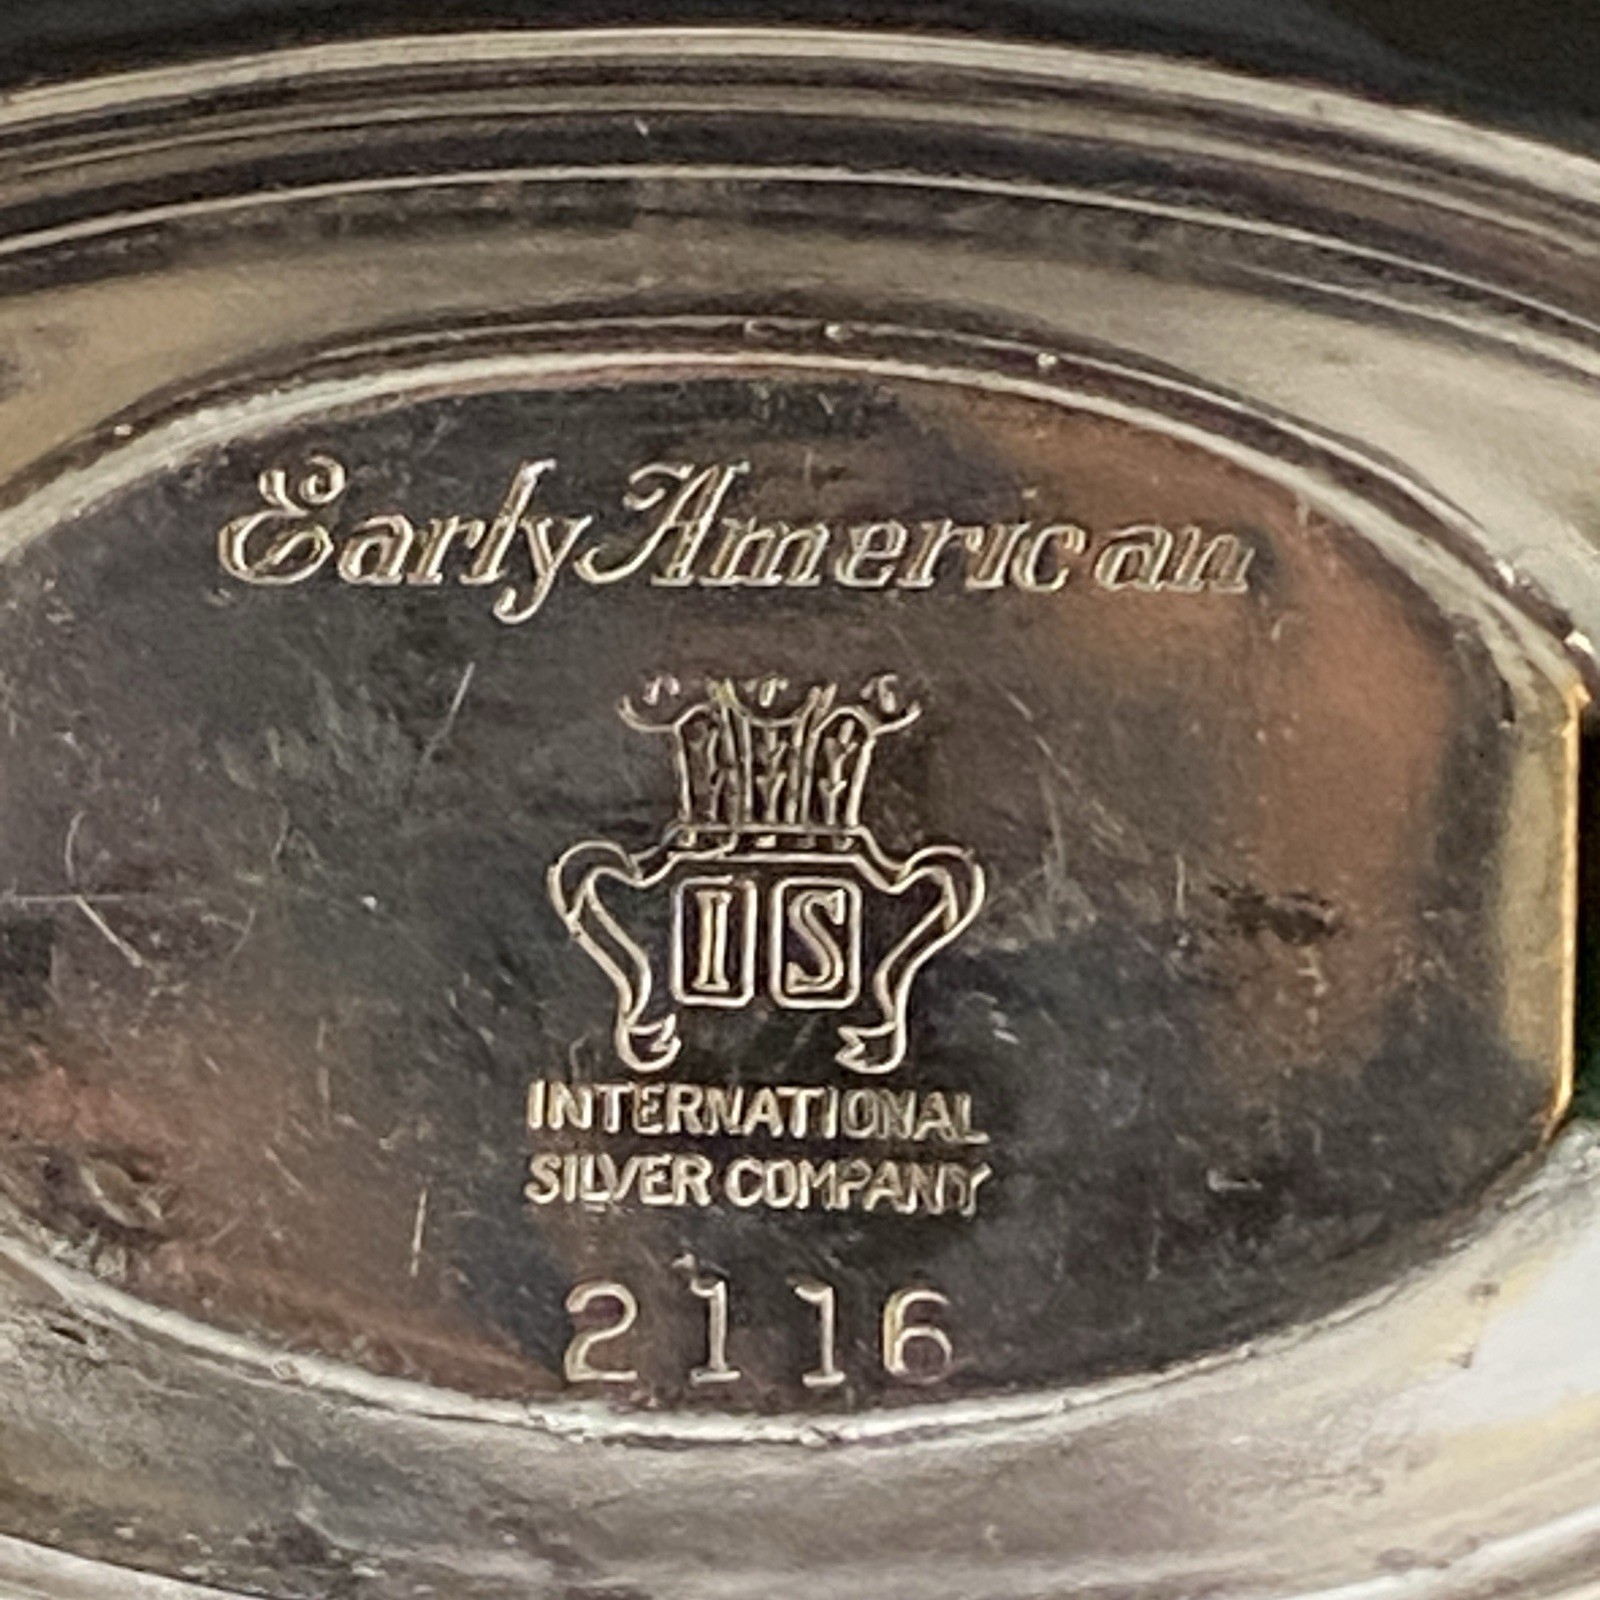 Early American
IS
INTERNATIONAL
SILVER COMPANY
2116